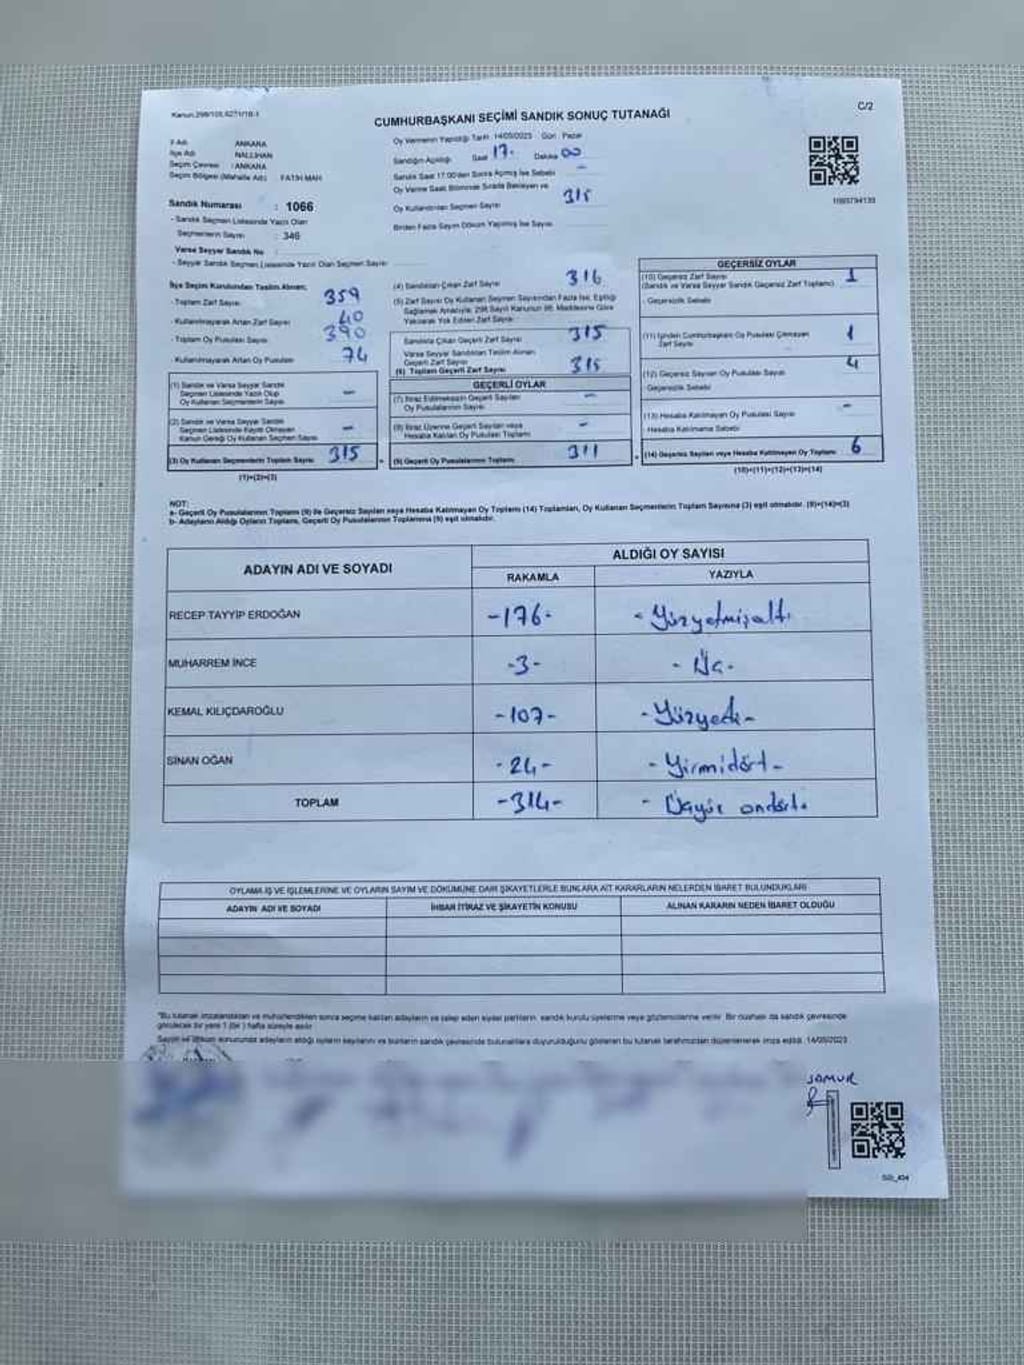 Kanun:298/105,6271/18-1
C/2
CUMHURBAŞKANI SEÇİMİ SANDIK SONUÇ TUTANAĞI
İl Adı ANKARA
İlçe Adı NALLIHAN
Seçim Çevresi : ANKARA
Seçim Bölgesi (Mahalle Adı) FATİH MAH
Sandık Numarası : 1066
- Sandık Seçmen Listesinde Yazılı Olan
Seçmenlerin Sayısı : 346
Varsa Seyyar Sandık No
- Seyyar Sandık Seçmen Listesinde Yazılı Olan Seçmen Sayısı
Oy Vermenin Yapıldığı Tarih 14/05/2023 Gün : Pazar
Sandığın Açıldığı Saat 17. Dakika 00
Sandık Saat 17:00'den Sonra Açılmış İse Sebebi -
Oy Verme Saati Bitiminde Sırada Bekleyen ve
Oy Kullandırılan Seçmen Sayısı 315
Birden Fazla Sayım Döküm Yapılmış İse Sayısı
1093794139
İlçe Seçim Kurulundan Teslim Alınan;
- Toplam Zarf Sayısı 359
- Kullanılmayarak Artan Zarf Sayısı 40
- Toplam Oy Pusulası Sayısı 390
- Kullanılmayarak Artan Oy Pusulası 74
(1) Sandık ve Varsa Seyyar Sandık
Seçmen Listesinde Yazılı Olup
Oy Kullanan Seçmenlerin Sayısı -
(2) Sandık ve Varsa Seyyar Sandık
Seçmen Listesinde Kayıtlı Olmayan
Kanun Gereği Oy Kullanan Seçmen Sayısı -
(3) Oy Kullanan Seçmenlerin Toplam Sayısı 315
(1)+(2)=(3)
(4) Sandıktan Çıkan Zarf Sayısı 316
(5) Zarf Sayısı Oy Kullanan Seçmen Sayısından Fazla İse, Eşitliği
Sağlamak Amacıyla, 298 Sayılı Kanunun 98. Maddesine Göre
Yakılarak Yok Edilen Zarf Sayısı
Sandıkta Çıkan Geçerli Zarf Sayısı 315
Varsa Seyyar Sandıktan Teslim Alınan
Geçerli Zarf Sayısı
(6) Toplam Geçerli Zarf Sayısı 315
GEÇERLİ OYLAR
(7) İtiraz Edilmeksizin Geçerli Sayılan
Oy Pusulalarının Sayısı -
(8) İtiraz Üzerine Geçerli Sayılan veya
Hesaba Katılan Oy Pusulası Toplamı -
(9) Geçerli Oy Pusulalarının Toplamı 311
GEÇERSİZ OYLAR
(10) Geçersiz Zarf Sayısı 1
(Sandık ve Varsa Seyyar Sandık Geçersiz Zarf Toplamı)
- Geçersizlik Sebebi
(11) İçinden Cumhurbaşkanı Oy Pusulası Çıkmayan
Zarf Sayısı 1
(12) Geçersiz Sayılan Oy Pusulası Sayısı 4
- Geçersizlik Sebebi
(13) Hesaba Katılmayan Oy Pusulası Sayısı -
- Hesaba Katılmama Sebebi
(14) Geçersiz Sayılan veya Hesaba Katılmayan Oy Toplamı 6
(10)+(11)+(12)+(13)=(14)
NOT:
a- Geçerli Oy Pusulaları Toplamı (9) ile Geçersiz Sayılan veya Hesaba Katılmayan Oy Toplamı (14) Toplamları, Oy Kullanan Seçmenlerin Toplam Sayısına (3) eşit olmalıdır. (9)+(14)=(3)
b- Adayların Aldığı Oyların Toplamı, Geçerli Oy Pusulalarının Toplamına (9) eşit olmalıdır.
ADAYIN ADI VE SOYADI
ALDIĞI OY SAYISI
RAKAMLA YAZIYLA
RECEP TAYYİP ERDOĞAN -176- - Yüzyetmişaltı
MUHARREM İNCE -3- - Üç -
KEMAL KILIÇDAROĞLU -107- - Yüzyedi -
SİNAN OĞAN - 24 - - Yirmidört -
TOPLAM -314- - Üçyüz ondört -
OYLAMA İŞ VE İŞLEMLERİNE VE OYLARIN SAYIM VE DÖKÜMÜNE DAİR ŞİKAYETLERLE BUNLARA AİT KARARLARIN NELERDEN İBARET BULUNDUKLARI
ADAYIN ADI VE SOYADI İHBAR İTİRAZ VE ŞİKAYETİN KONUSU ALINAN KARARIN NEDEN İBARET OLDUĞU
"Bu tutanak imzalandıktan ve mühürlendikten sonra seçime katılan adayların ve talep eden siyasi partilerin sandık kurulu üyelerine veya gözlemcilerine verilir. Bir nüshası da sandık çevresinde
görülecek bir yere 1 (bir) hafta süreyle asılır
Sayım ve döküm sonucunda adayların aldığı oyların sayılarını ve bunların sandık çevresinde bulunanlara duyurulduğunu gösteren bu tutanak tarafımızdan düzenlenerek imza edildi. 14/05/2023
SAMUR